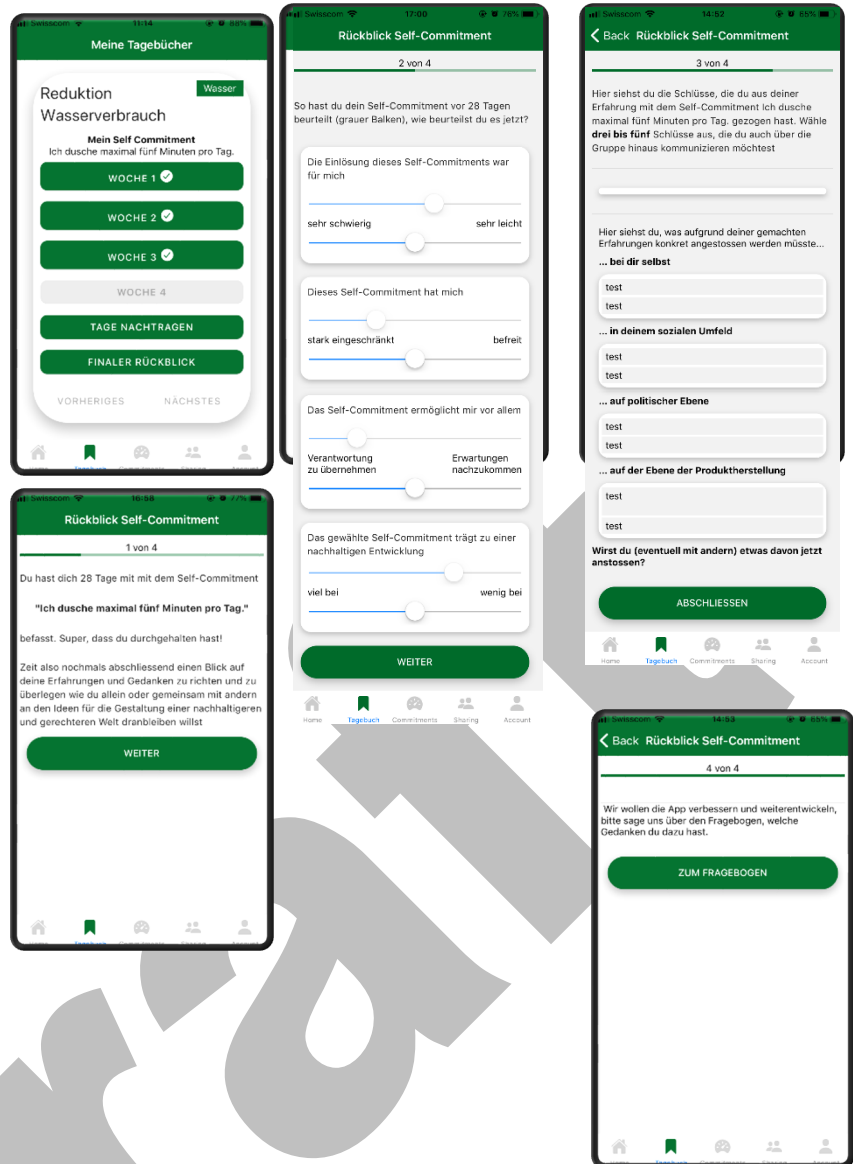 Swisscom
11:14
88%
Meine Tagebücher
Reduktion
Wasserverbrauch
Wasser
Mein Self Commitment
Ich dusche maximal fünf Minuten pro Tag.
WOCHE 1
WOCHE 2
WOCHE 3
WOCHE 4
TAGE NACHTRAGEN
FINALER RÜCKBLICK
VORHERIGES NÄCHSTES
Tagebuch
Swisscom
16:58
77%
Rückblick Self-Commitment
1 von 4
Du hast dich 28 Tage mit mit dem Self-Commitment
"Ich dusche maximal fünf Minuten pro Tag."
befasst. Super, dass du durchgehalten hast!
Zeit also nochmals abschliessend einen Blick auf
deine Erfahrungen und Gedanken zu richten und zu
überlegen wie du allein oder gemeinsam mit andern
an den Ideen für die Gestaltung einer nachhaltigeren
und gerechteren Welt dranbleiben willst
WEITER
Swisscom
17:00
76%
Rückblick Self-Commitment
2 von 4
So hast du dein Self-Commitment vor 28 Tagen
beurteilt (grauer Balken), wie beurteilst du es jetzt?
Die Einlösung dieses Self-Commitments war
für mich
sehr schwierig sehr leicht
Dieses Self-Commitment hat mich
stark eingeschränkt befreit
Das Self-Commitment ermöglicht mir vor allem
Verantwortung Erwartungen
zu übernehmen nachzukommen
Das gewählte Self-Commitment trägt zu einer
nachhaltigen Entwicklung
viel bei wenig bei
WEITER
Home Tagebuch Commitments Sharing Account
Swisscom
14:52
65%
Back Rückblick Self-Commitment
3 von 4
Hier siehst du die Schlüsse, die du aus deiner
Erfahrung mit dem Self-Commitment Ich dusche
maximal fünf Minuten pro Tag. gezogen hast. Wähle
drei bis fünf Schlüsse aus, die du auch über die
Gruppe hinaus kommunizieren möchtest
Hier siehst du, was aufgrund deiner gemachten
Erfahrungen konkret angestossen werden müsste...
... bei dir selbst
test
test
... in deinem sozialen Umfeld
test
test
... auf politischer Ebene
test
test
... auf der Ebene der Produktherstellung
test
test
Wirst du (eventuell mit andern) etwas davon jetzt
anstossen?
ABSCHLIESSEN
Home Tagebuch Commitments Sharing Account
Swisscom
14:53
65%
Back Rückblick Self-Commitment
4 von 4
Wir wollen die App verbessern und weiterentwickeln,
bitte sage uns über den Fragebogen, welche
Gedanken du dazu hast.
ZUM FRAGEBOGEN